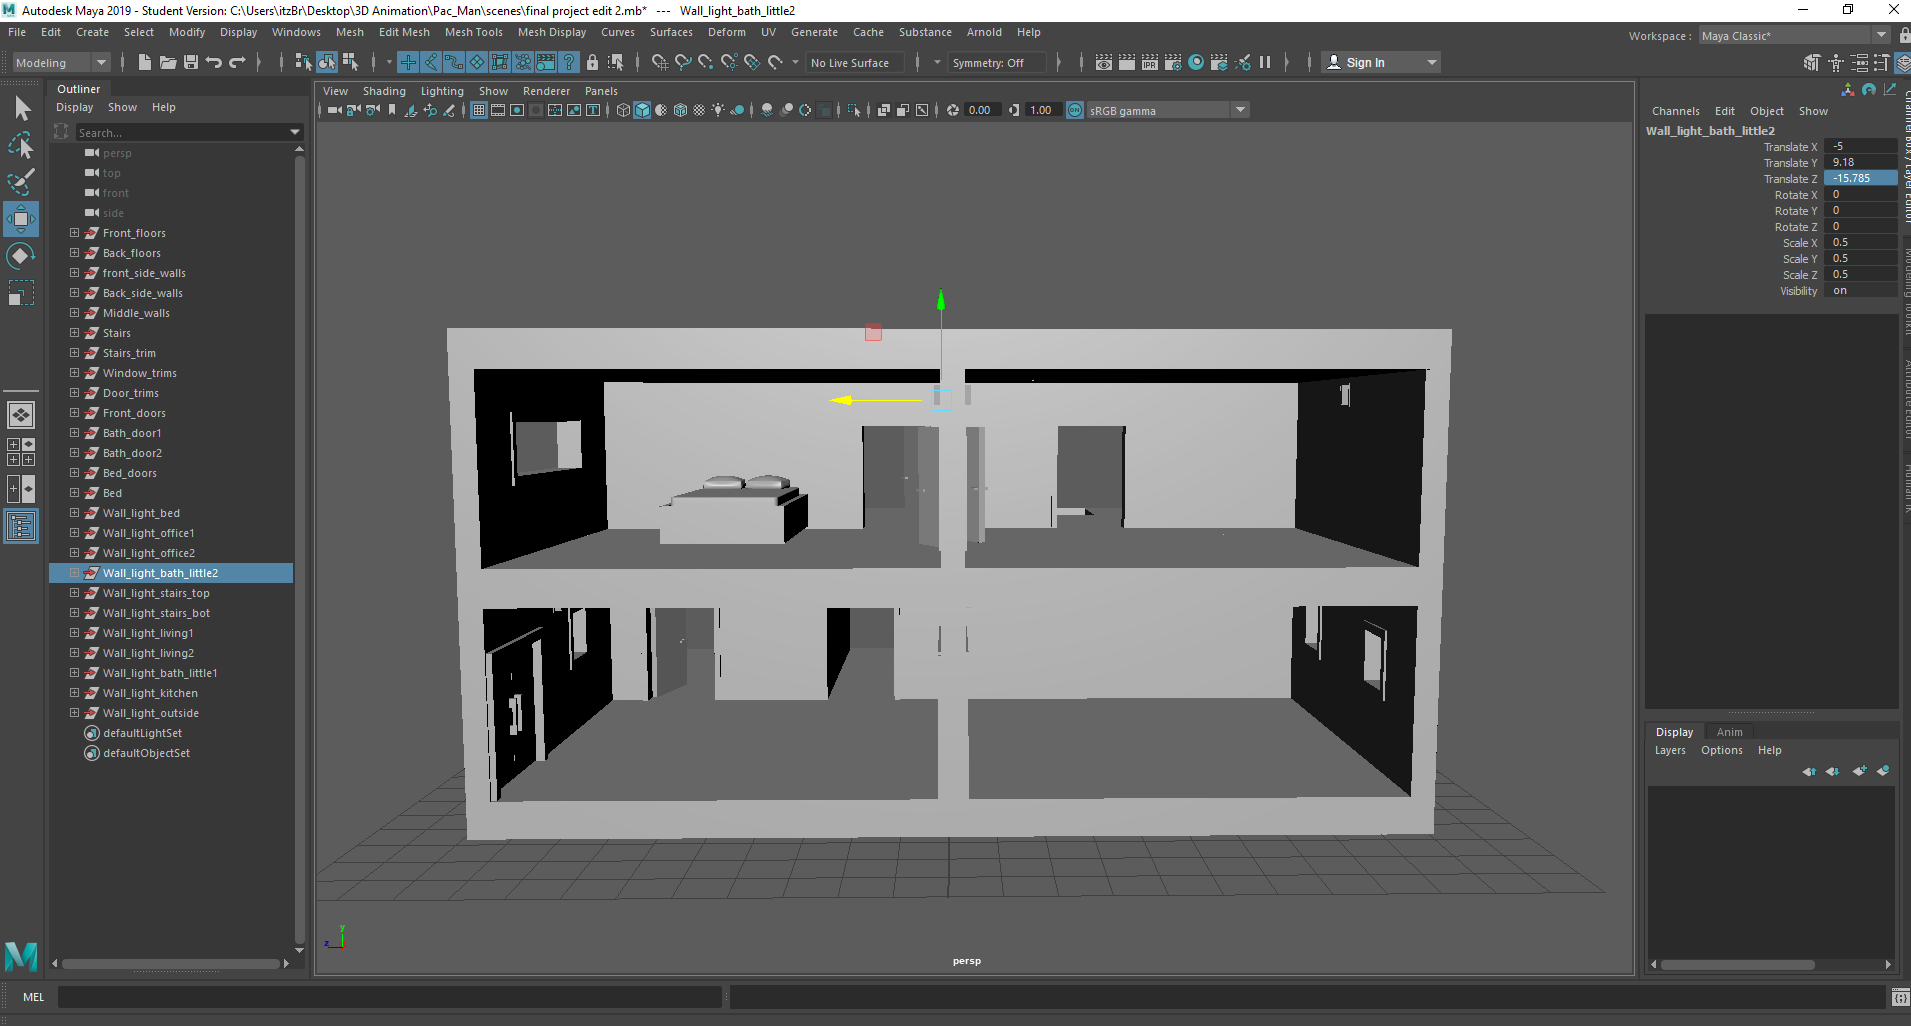 Autodesk Maya 2019 - Student Version: C:\Users\itzBr\Desktop\3D Animation\Pac_Man\scenes\final project edit 2.mb* --- Wall_light_bath_little2
File Edit Create Select Modify Display Windows Mesh Edit Mesh Mesh Tools Mesh Display Curves Surfaces Deform UV Generate Cache Substance Arnold Help
Workspace : Maya Classic*
Modeling No Live Surface Symmetry: Off IPR Sign In
Outliner
Display Show Help
Search...
persp
top
front
side
Front_floors
Back_floors
front_side_walls
Back_side_walls
Middle_walls
Stairs
Stairs_trim
Window_trims
Door_trims
Front_doors
Bath_door1
Bath_door2
Bed_doors
Bed
Wall_light_bed
Wall_light_office1
Wall_light_office2
Wall_light_bath_little2
Wall_light_stairs_top
Wall_light_stairs_bot
Wall_light_living1
Wall_light_living2
Wall_light_bath_little1
Wall_light_kitchen
Wall_light_outside
defaultLightSet
defaultObjectSet
View Shading Lighting Show Renderer Panels
0.00 1.00 ON sRGB gamma
y
z
persp
Channels Edit Object Show
Wall_light_bath_little2
Translate X -5
Translate Y 9.18
Translate Z -15.785
Rotate X 0
Rotate Y 0
Rotate Z 0
Scale X 0.5
Scale Y 0.5
Scale Z 0.5
Visibility on
Display Anim
Layers Options Help
MEL